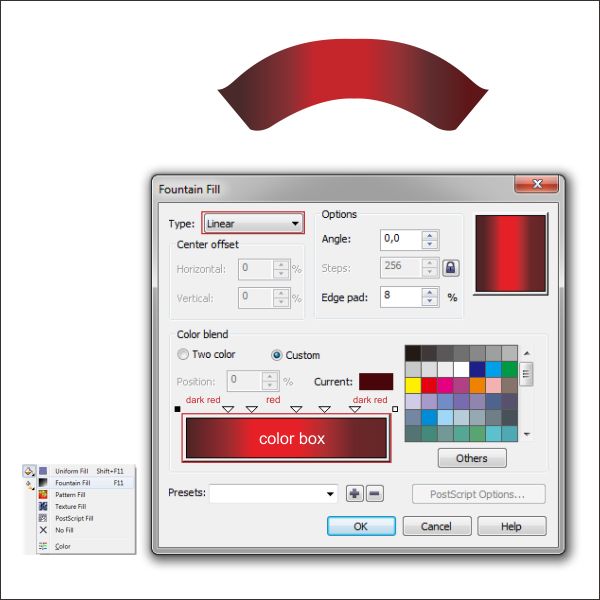 Fountain Fill
Type: Linear
Center offset
Horizontal: 0 %
Vertical: 0 %
Options
Angle: 0,0
Steps: 256
Edge pad: 8 %
Color blend
Two color Custom
Position: 0 % Current:
dark red red dark red
color box
Others
Presets:
PostScript Options...
OK Cancel Help
Uniform Fill Shift+F11
Fountain Fill F11
Pattern Fill
Texture Fill
PostScript Fill
No Fill
Color